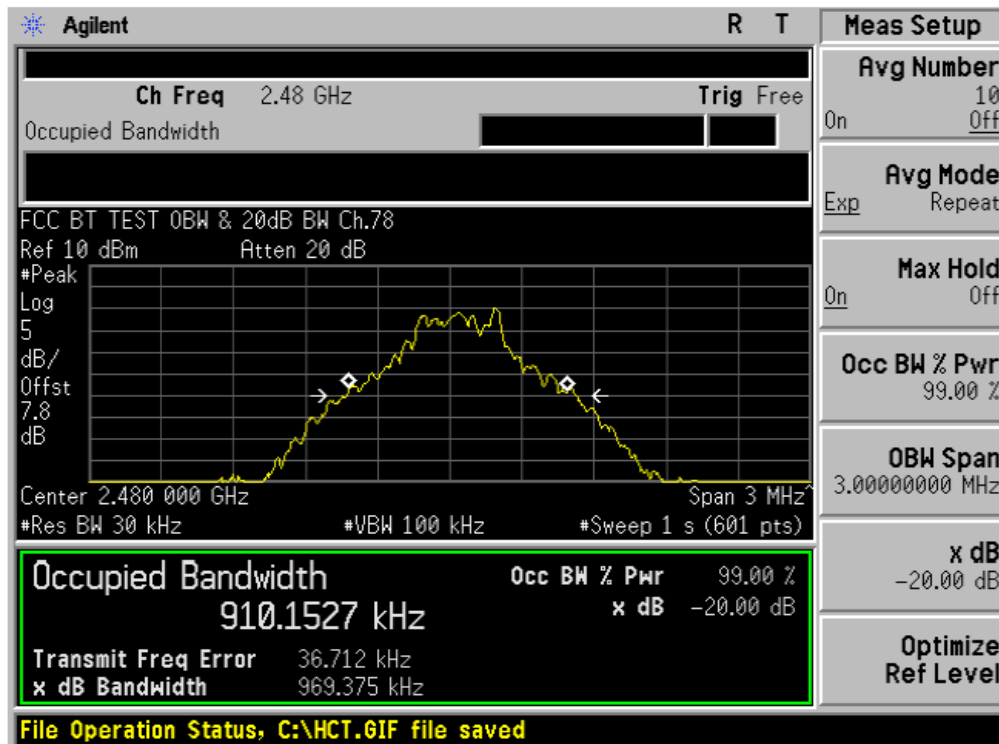 Agilent R T
Ch Freq 2.48 GHz Trig Free
Occupied Bandwidth
FCC BT TEST OBW & 20dB BW Ch.78
Ref 10 dBm Atten 20 dB
#Peak
Log
5
dB/
Offst
7.8
dB
Center 2.480 000 GHz Span 3 MHz^
#Res BW 30 kHz #VBW 100 kHz #Sweep 1 s (601 pts)
Occupied Bandwidth
910.1527 kHz
Occ BW % Pwr 99.00 %
x dB -20.00 dB
Transmit Freq Error 36.712 kHz
x dB Bandwidth 969.375 kHz
File Operation Status, C:\HCT.GIF file saved
Meas Setup
Avg Number
10
On Off
Avg Mode
Exp Repeat
Max Hold
On Off
Occ BW % Pwr
99.00 %
OBW Span
3.00000000 MHz
x dB
-20.00 dB
Optimize
Ref Level